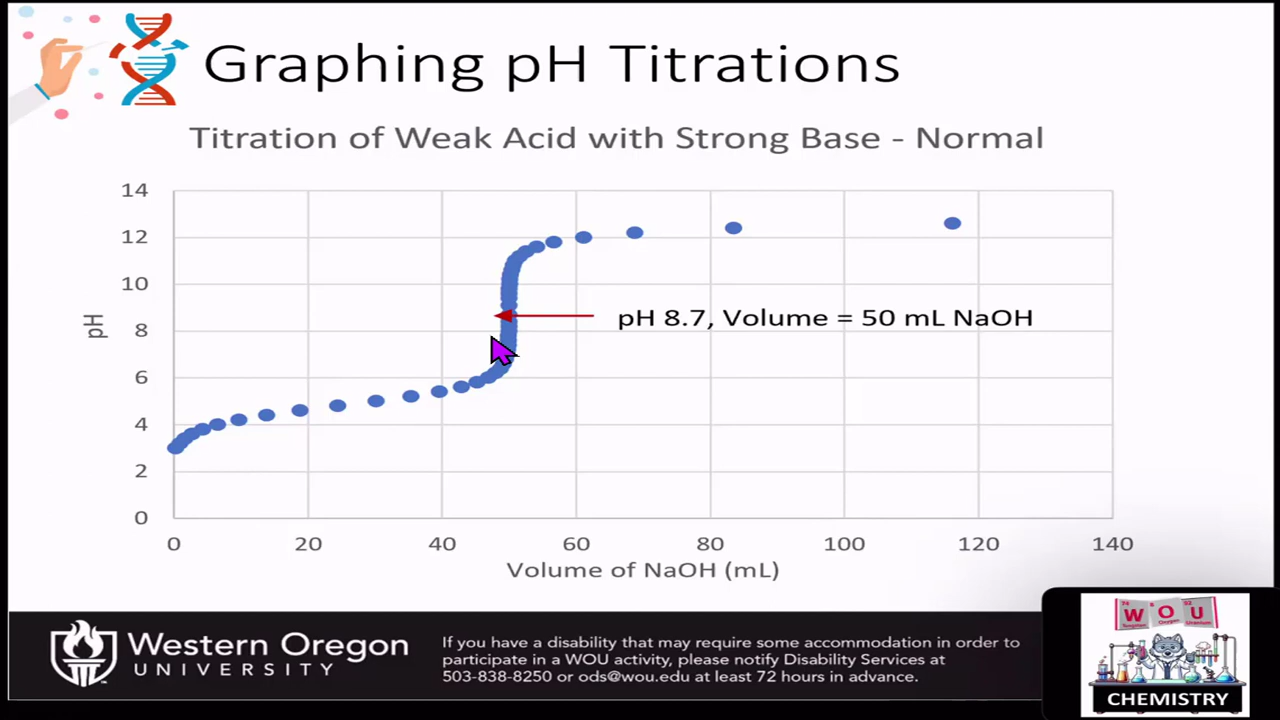 Graphing pH Titrations
Titration of Weak Acid with Strong Base - Normal
14
12
10
8
6
4
2
0
pH
pH 8.7, Volume = 50 mL NaOH
0 20 40 60 80 100 120 140
Volume of NaOH (mL)
Western Oregon
UNIVERSITY
If you have a disability that may require some accommodation in order to
participate in a WOU activity, please notify Disability Services at
503-838-8250 or ods@wou.edu at least 72 hours in advance.
W O U
CHEMISTRY